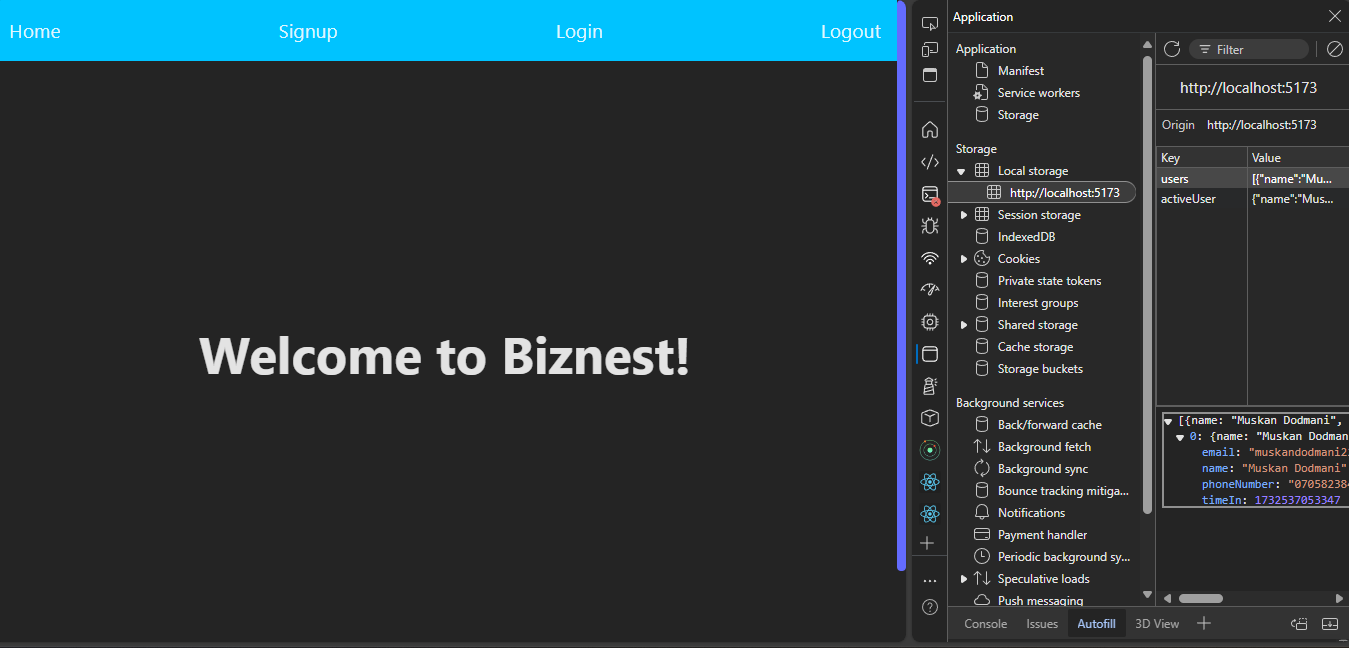 Home Signup Login Logout
Welcome to Biznest!
Application
Application
Manifest
Service workers
Storage
Storage
Local storage
http://localhost:5173
Session storage
IndexedDB
Cookies
Private state tokens
Interest groups
Shared storage
Cache storage
Storage buckets
Background services
Back/forward cache
Background fetch
Background sync
Bounce tracking mitiga...
Notifications
Payment handler
Periodic background sy...
Speculative loads
Push messaging
Filter
http://localhost:5173
Origin http://localhost:5173
Key Value
users [{"name":"Mu...
activeUser {"name":"Mus...
[{name: "Muskan Dodmani",
0: {name: "Muskan Dodman
email: "muskandodmani2
name: "Muskan Dodmani"
phoneNumber: "070582384
timeIn: 1732537053347
Console Issues Autofill 3D View